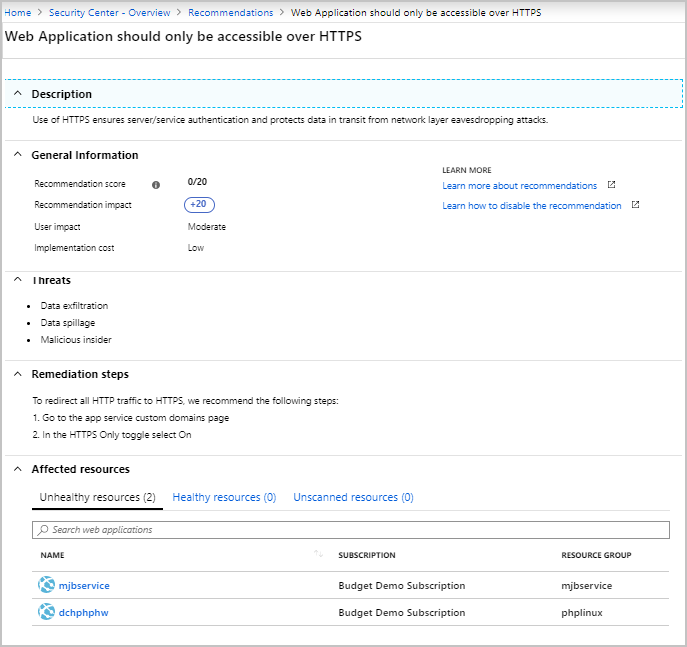 Home > Security Center - Overview > Recommendations > Web Application should only be accessible over HTTPS
Web Application should only be accessible over HTTPS
Description
Use of HTTPS ensures server/service authentication and protects data in transit from network layer eavesdropping attacks.
General Information
Recommendation score 0/20
Recommendation impact +20
User impact Moderate
Implementation cost Low
LEARN MORE
Learn more about recommendations
Learn how to disable the recommendation
Threats
• Data exfiltration
• Data spillage
• Malicious insider
Remediation steps
To redirect all HTTP traffic to HTTPS, we recommend the following steps:
1. Go to the app service custom domains page
2. In the HTTPS Only toggle select On
Affected resources
Unhealthy resources (2) Healthy resources (0) Unscanned resources (0)
Search web applications
NAME SUBSCRIPTION RESOURCE GROUP
mjbservice Budget Demo Subscription mjbservice
dchphphw Budget Demo Subscription phplinux